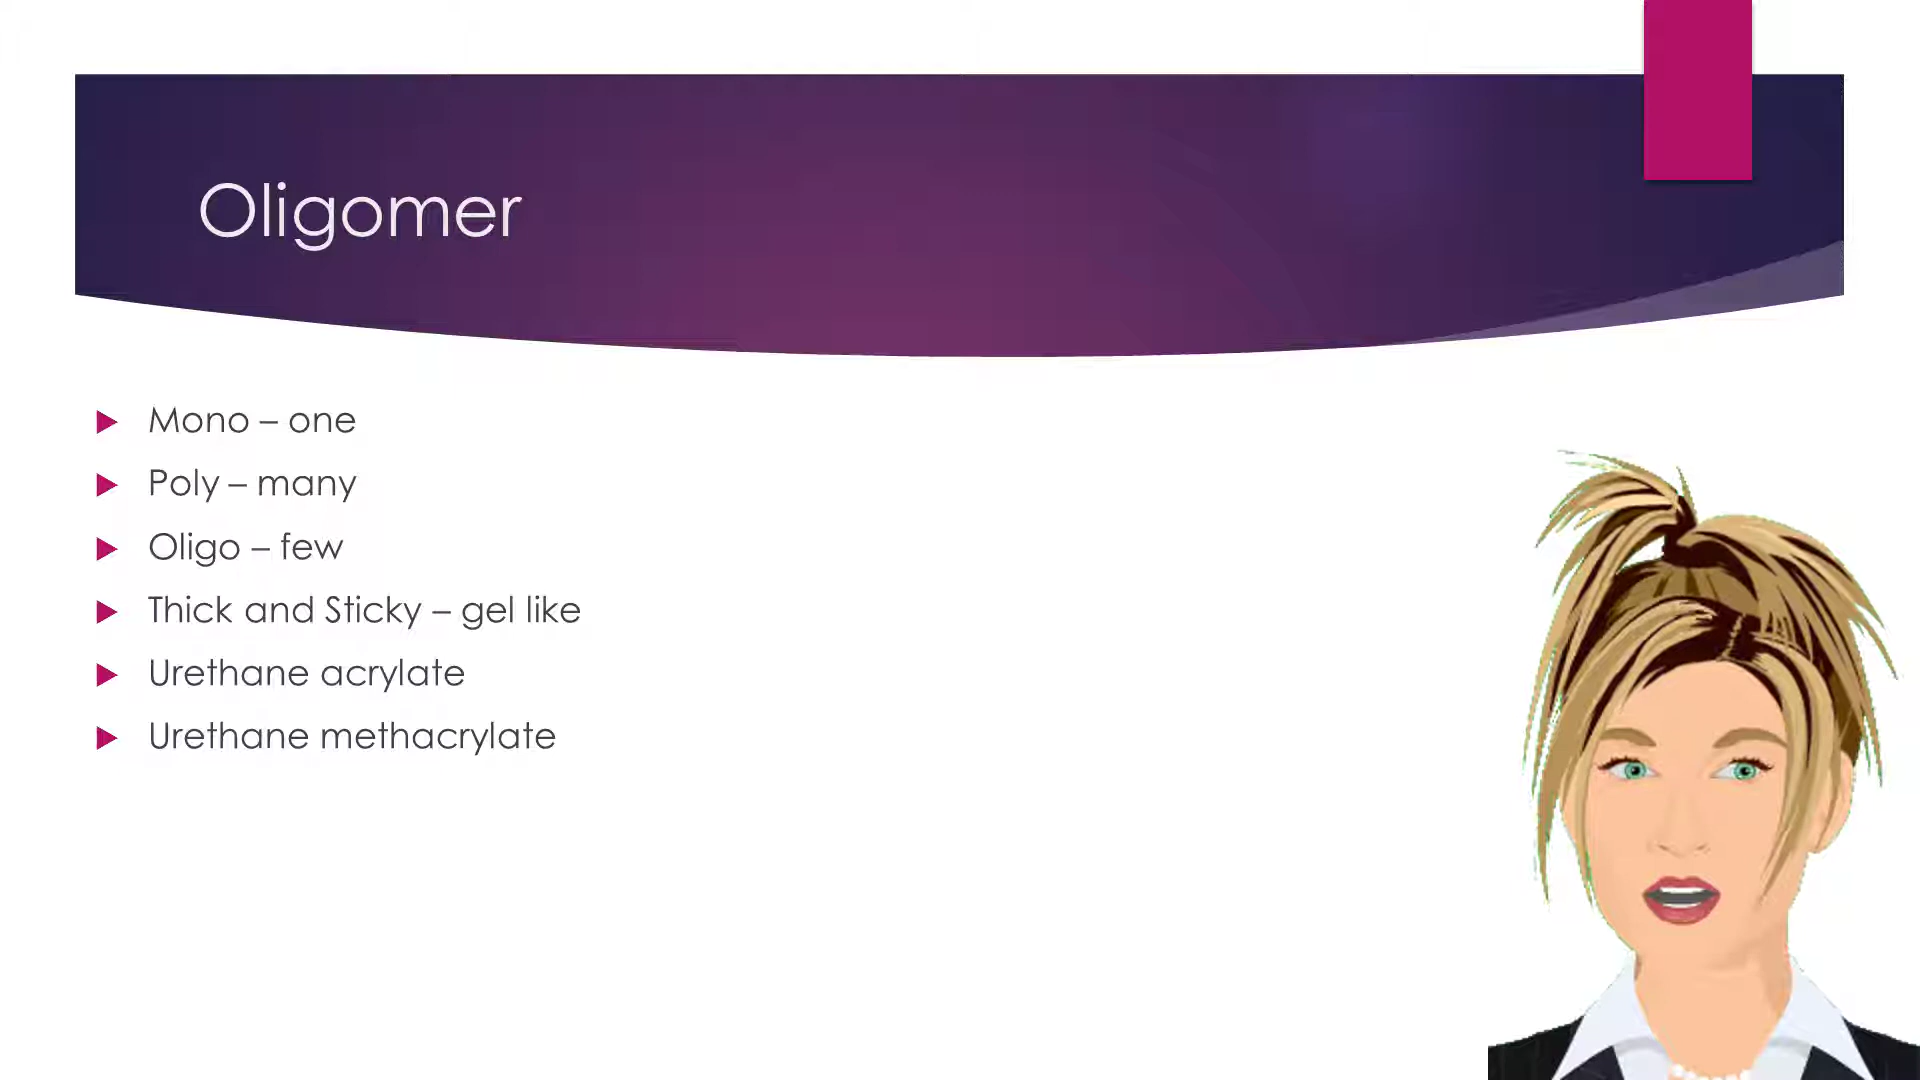 Oligomer
Mono – one
Poly – many
Oligo – few
Thick and Sticky – gel like
Urethane acrylate
Urethane methacrylate